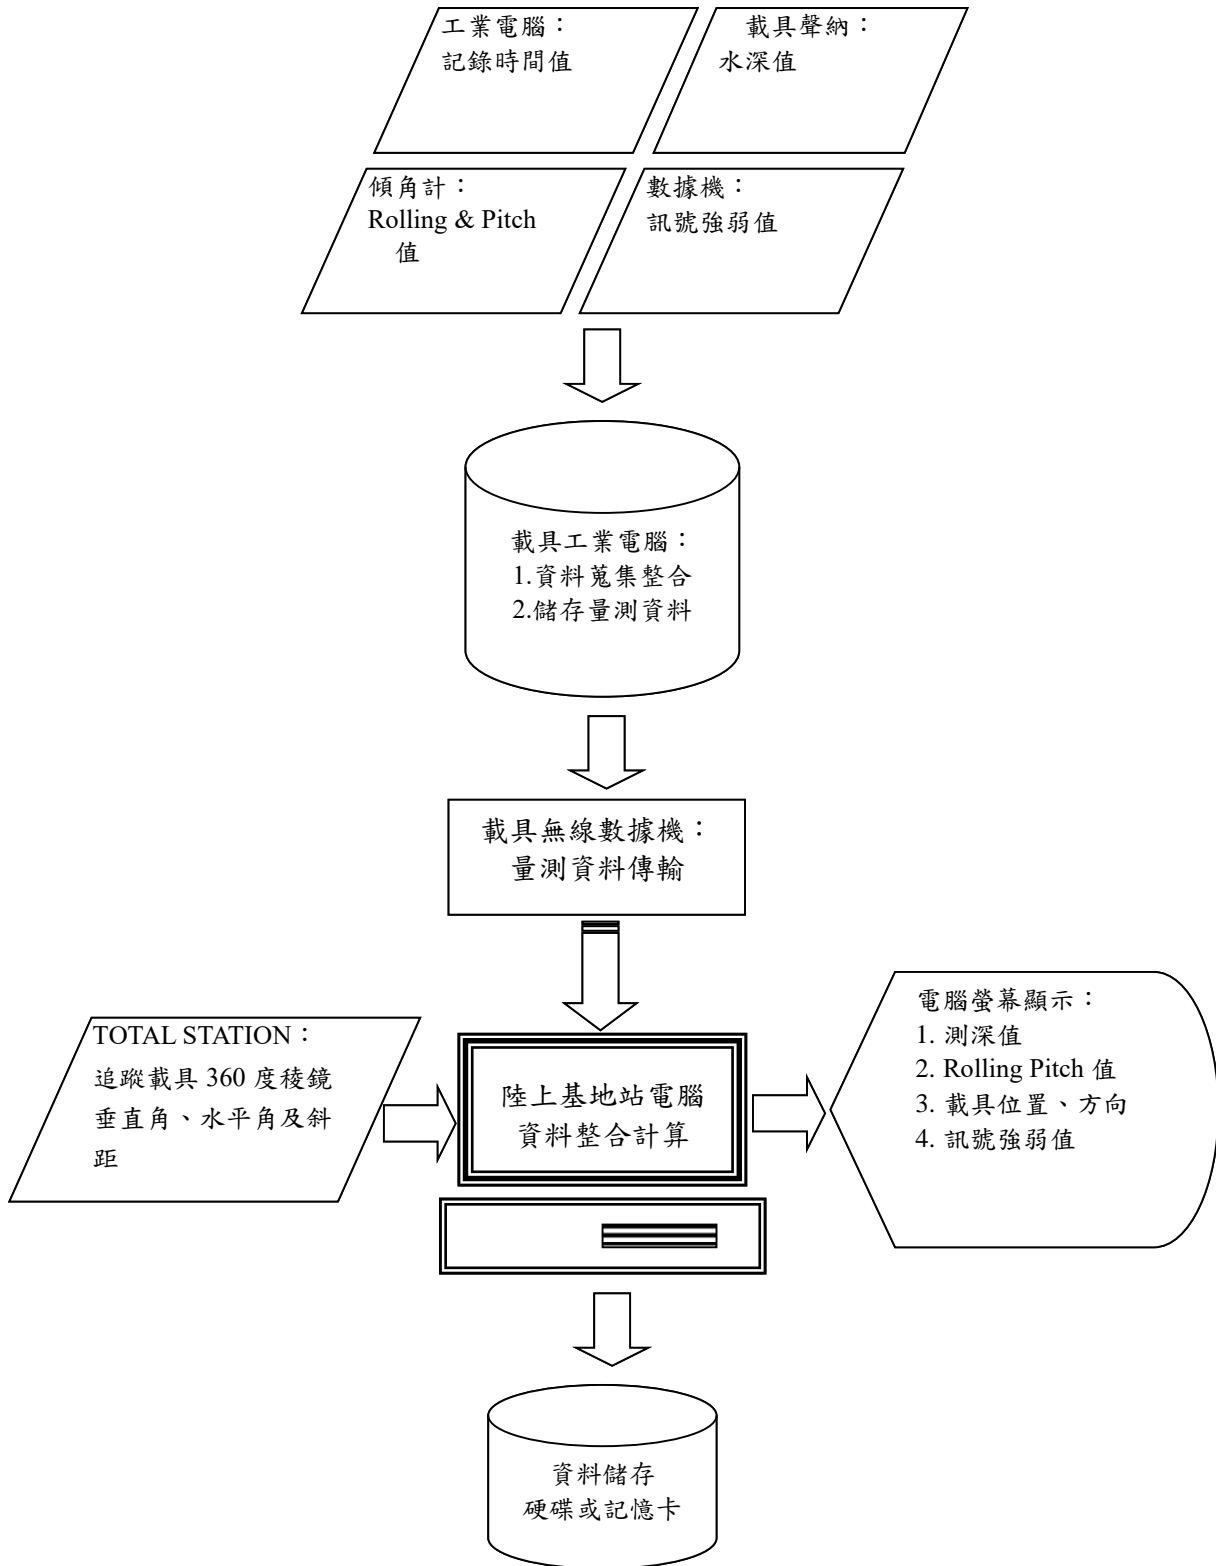 工業電腦：
記錄時間值
載具聲納：
水深值
傾角計：
Rolling & Pitch
值
數據機：
訊號強弱值
載具工業電腦：
1.資料蒐集整合
2.儲存量測資料
載具無線數據機：
量測資料傳輸
TOTAL STATION：
追蹤載具 360 度稜鏡
垂直角、水平角及斜
距
陸上基地站電腦
資料整合計算
電腦螢幕顯示：
1. 測深值
2. Rolling Pitch 值
3. 載具位置、方向
4. 訊號強弱值
資料儲存
硬碟或記憶卡